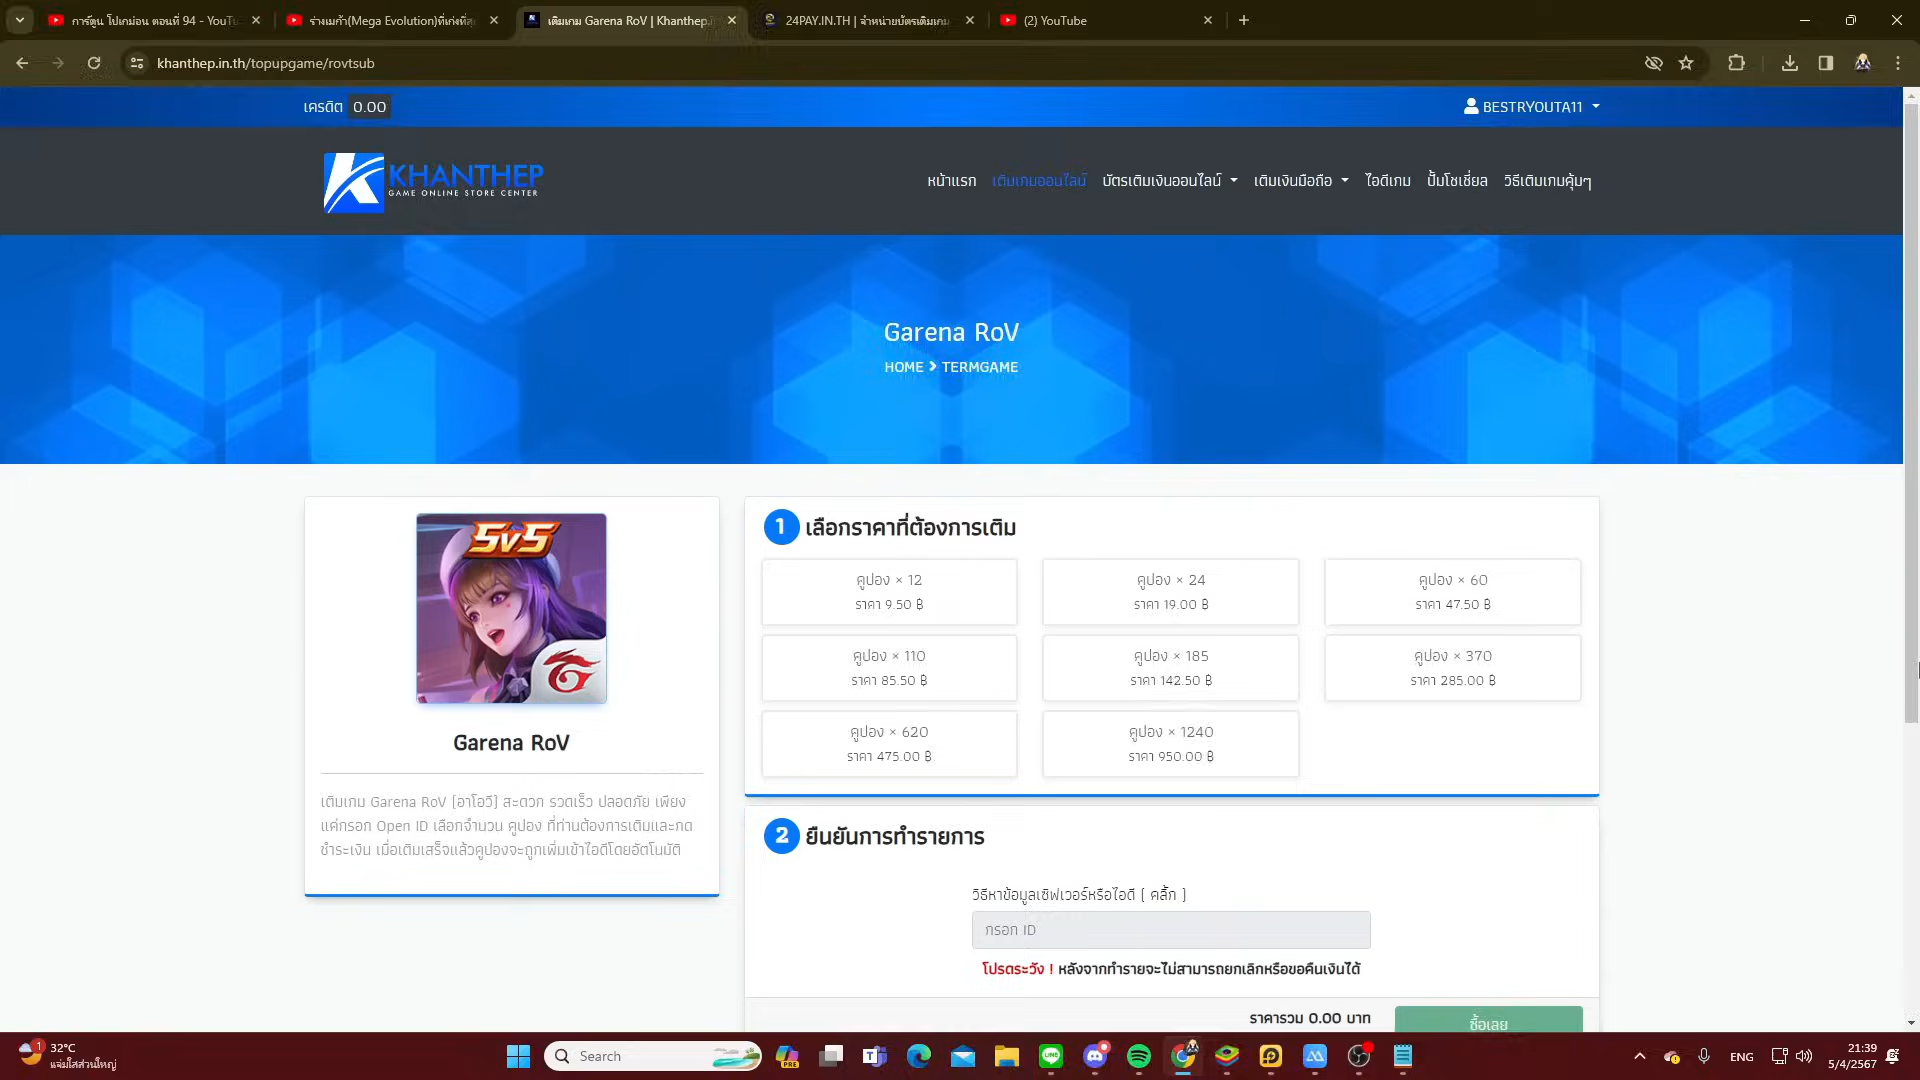 การ์ตูน โปเกม่อน ตอนที่ 94 - YouTu
ร่างเมก้า(Mega Evolution)ที่เก่งที่สุ
เติมเกม Garena RoV | Khanthep.
24PAY.IN.TH | จำหน่ายบัตรเติมเกม
(2) YouTube
khanthep.in.th/topupgame/rovtsub
เครดิต 0.00
BESTRYOUTA11
KHANTHEP
GAME ONLINE STORE CENTER
หน้าแรก เติมเกมออนไลน์ บัตรเติมเงินออนไลน์ เติมเงินมือถือ ไอดีเกม ปั้มโซเชี่ยล วิธีเติมเกมคุ้มๆ
Garena RoV
HOME > TERMGAME
5v5
Garena RoV
เติมเกม Garena RoV (อาโอวี) สะดวก รวดเร็ว ปลอดภัย เพียง
แค่กรอก Open ID เลือกจำนวน คูปอง ที่ท่านต้องการเติมและกด
ชำระเงิน เมื่อเติมเสร็จแล้วคูปองจะถูกเพิ่มเข้าไอดีโดยอัตโนมัติ
1 เลือกราคาที่ต้องการเติม
คูปอง × 12
ราคา 9.50 ฿
คูปอง × 24
ราคา 19.00 ฿
คูปอง × 60
ราคา 47.50 ฿
คูปอง × 110
ราคา 85.50 ฿
คูปอง × 185
ราคา 142.50 ฿
คูปอง × 370
ราคา 285.00 ฿
คูปอง × 620
ราคา 475.00 ฿
คูปอง × 1240
ราคา 950.00 ฿
2 ยืนยันการทำรายการ
วิธีหาข้อมูลเซิฟเวอร์หรือไอดี [ คลิ้ก ]
กรอก ID
โปรดระวัง ! หลังจากทำรายจะไม่สามารถยกเลิกหรือขอคืนเงินได้
ราคารวม 0.00 บาท
ซื้อเลย
1
32°C
แจ่มใสส่วนใหญ่
Search
PRE
LINE
ENG
21:39
5/4/2567